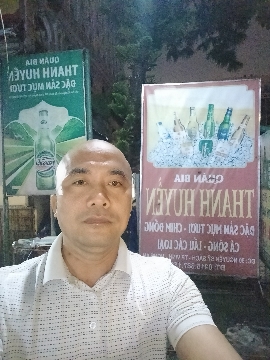 QUÁN BIA
THANH HUYỀN
ĐẶC SẢN MỰC TƯƠI
QUÁN BIA
THANH HUYỀN
ĐẶC SẢN MỰC TƯƠI - CHIM ĐỒNG
CÁ SÔNG - LẨU CÁC LOẠI